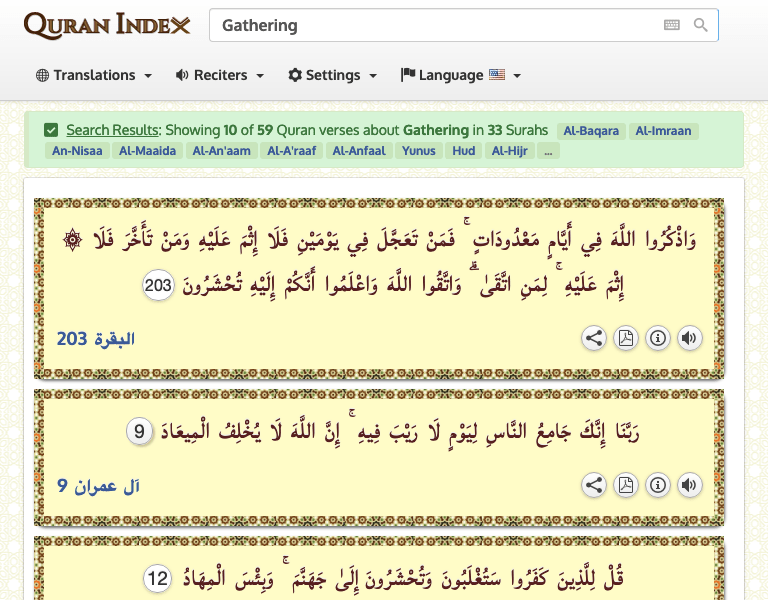 QURAN INDEX
Gathering
Translations Reciters Settings Language
Search Results: Showing 10 of 59 Quran verses about Gathering in 33 Surahs Al-Baqara Al-Imraan
An-Nisaa Al-Maaida Al-An'aam Al-A'raaf Al-Anfaal Yunus Hud Al-Hijr ...
وَاذْكُرُوا اللَّهَ فِي أَيَّامٍ مَعْدُودَاتٍ ۚ فَمَنْ تَعَجَّلَ فِي يَوْمَيْنِ فَلَا إِثْمَ عَلَيْهِ وَمَنْ تَأَخَّرَ فَلَا ۞
إِثْمَ عَلَيْهِ ۚ لِمَنِ اتَّقَىٰ ۗ وَاتَّقُوا اللَّهَ وَاعْلَمُوا أَنَّكُمْ إِلَيْهِ تُحْشَرُونَ 203
البقرة 203
رَبَّنَا إِنَّكَ جَامِعُ النَّاسِ لِيَوْمٍ لَا رَيْبَ فِيهِ ۚ إِنَّ اللَّهَ لَا يُخْلِفُ الْمِيعَادَ 9
آل عمران 9
قُلْ لِلَّذِينَ كَفَرُوا سَتُغْلَبُونَ وَتُحْشَرُونَ إِلَىٰ جَهَنَّمَ ۚ وَبِئْسَ الْمِهَادُ 12